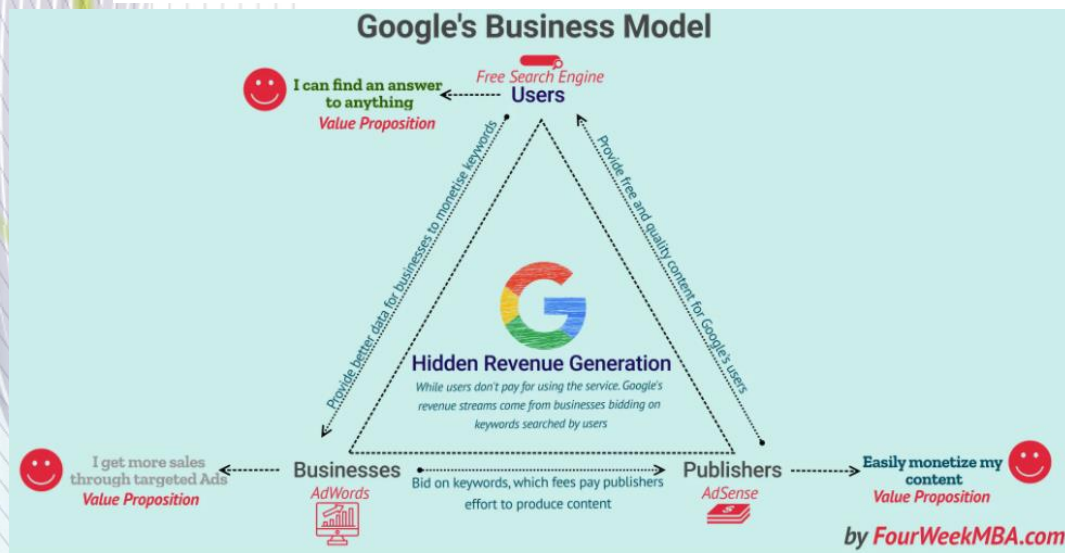 Google's Business Model
Free Search Engine
Users
I can find an answer
to anything
Value Proposition
Provide better data for businesses to monetise keywords
Provide free and quality content for Google's users
G
Hidden Revenue Generation
While users don't pay for using the service. Google's
revenue streams come from businesses bidding on
keywords searched by users
I get more sales
through targeted Ads
Value Proposition
Businesses
AdWords
Bid on keywords, which fees pay publishers
effort to produce content
Publishers
AdSense
Easily monetize my
content
Value Proposition
by FourWeekMBA.com